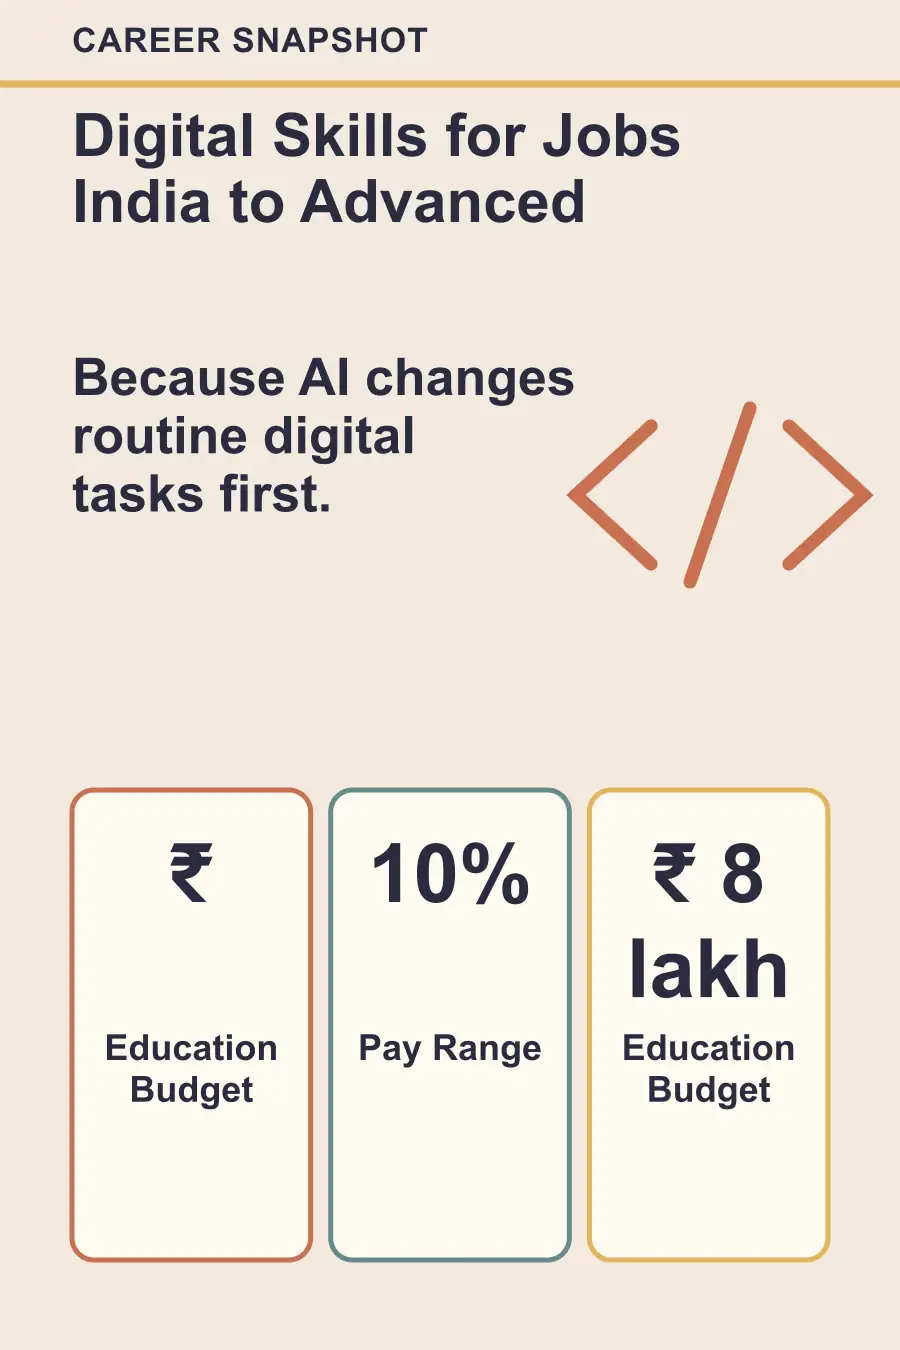 CAREER SNAPSHOT
Digital Skills for Jobs
India to Advanced
Because AI changes
routine digital
tasks first.
</>
₹
Education
Budget
10%
Pay Range
₹ 8
lakh
Education
Budget